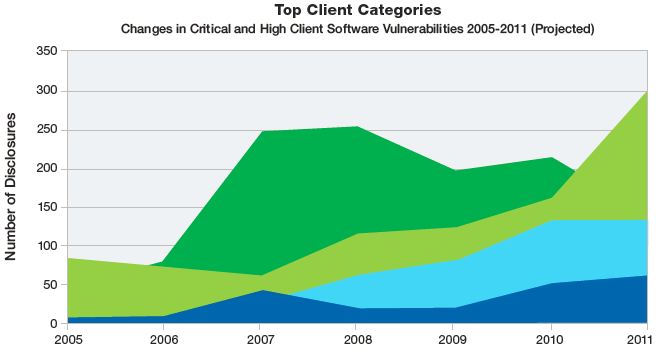 Top Client Categories
Changes in Critical and High Client Software Vulnerabilities 2005-2011 (Projected)
Number of Disclosures
350
300
250
200
150
100
50
0
2005 2006 2007 2008 2009 2010 2011